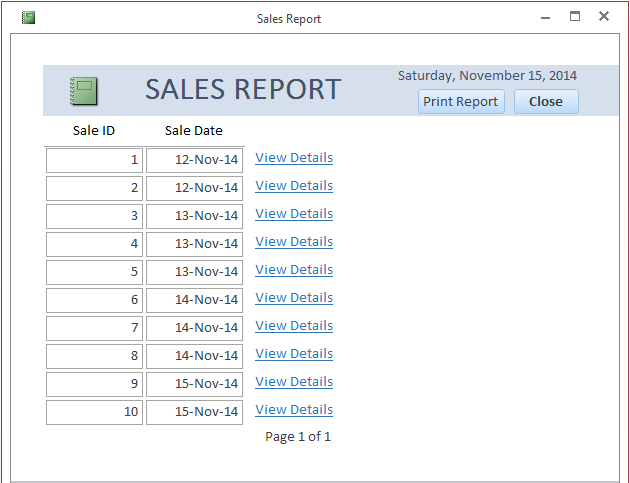 Sales Report
Saturday, November 15, 2014
SALES REPORT
Print Report Close
Sale ID Sale Date
1 12-Nov-14 View Details
2 12-Nov-14 View Details
3 13-Nov-14 View Details
4 13-Nov-14 View Details
5 13-Nov-14 View Details
6 14-Nov-14 View Details
7 14-Nov-14 View Details
8 14-Nov-14 View Details
9 15-Nov-14 View Details
10 15-Nov-14 View Details
Page 1 of 1